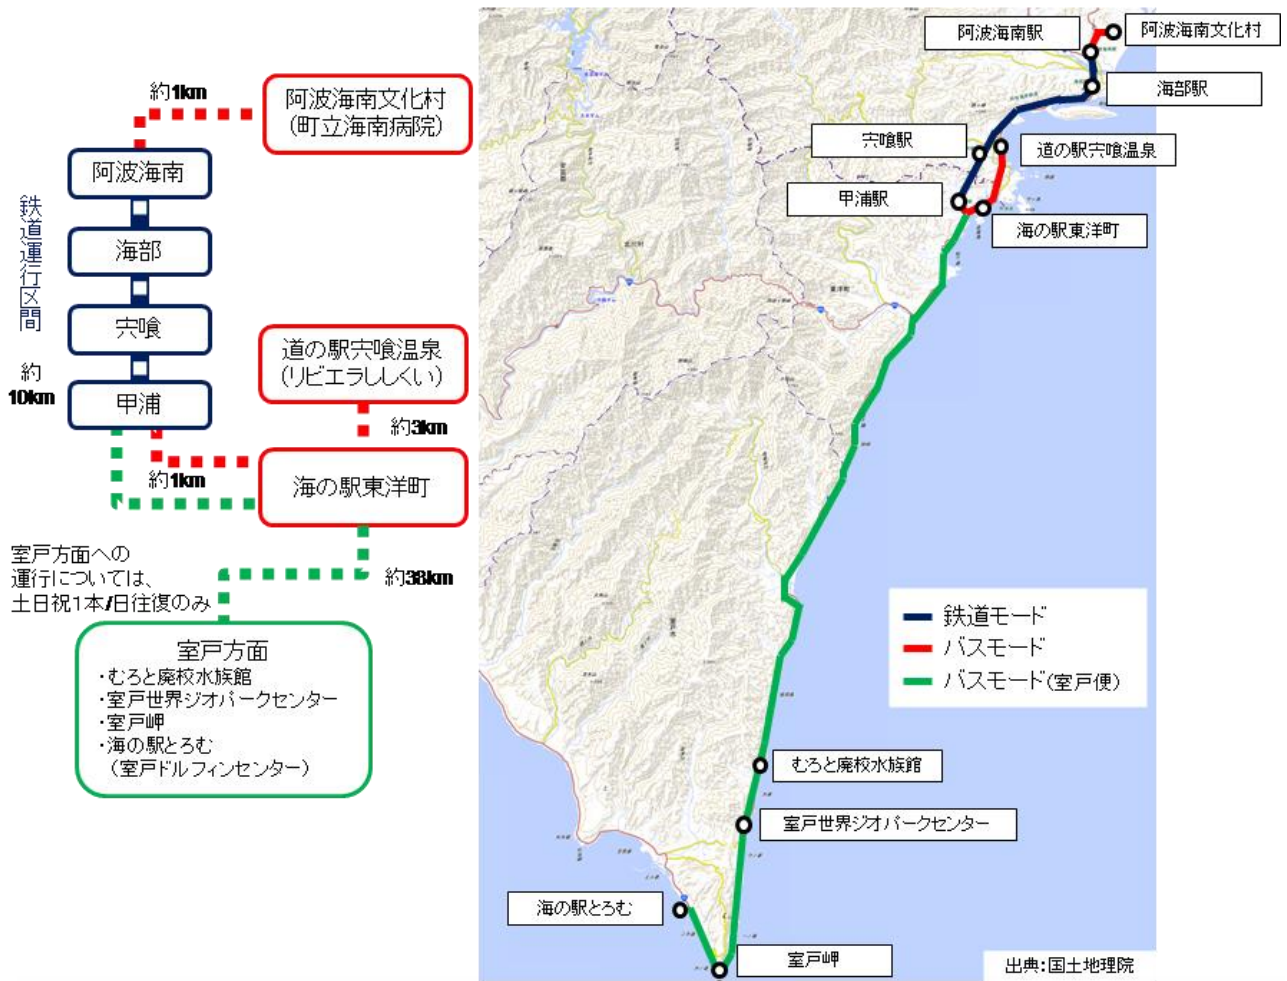 約1km
阿波海南文化村
(町立海南病院)
阿波海南
鉄道運行区間
海部
宍喰
約
10km
甲浦
道の駅宍喰温泉
(リビエラししくい)
約3km
約1km
海の駅東洋町
室戸方面への
運行については、
土日祝1本/日往復のみ
約38km
室戸方面
・むろと廃校水族館
・室戸世界ジオパークセンター
・室戸岬
・海の駅とろむ
(室戸ドルフィンセンター)
阿波海南駅
阿波海南文化村
海部駅
宍喰駅
道の駅宍喰温泉
甲浦駅
海の駅東洋町
鉄道モード
バスモード
バスモード(室戸便)
むろと廃校水族館
室戸世界ジオパークセンター
海の駅とろむ
室戸岬
出典:国土地理院